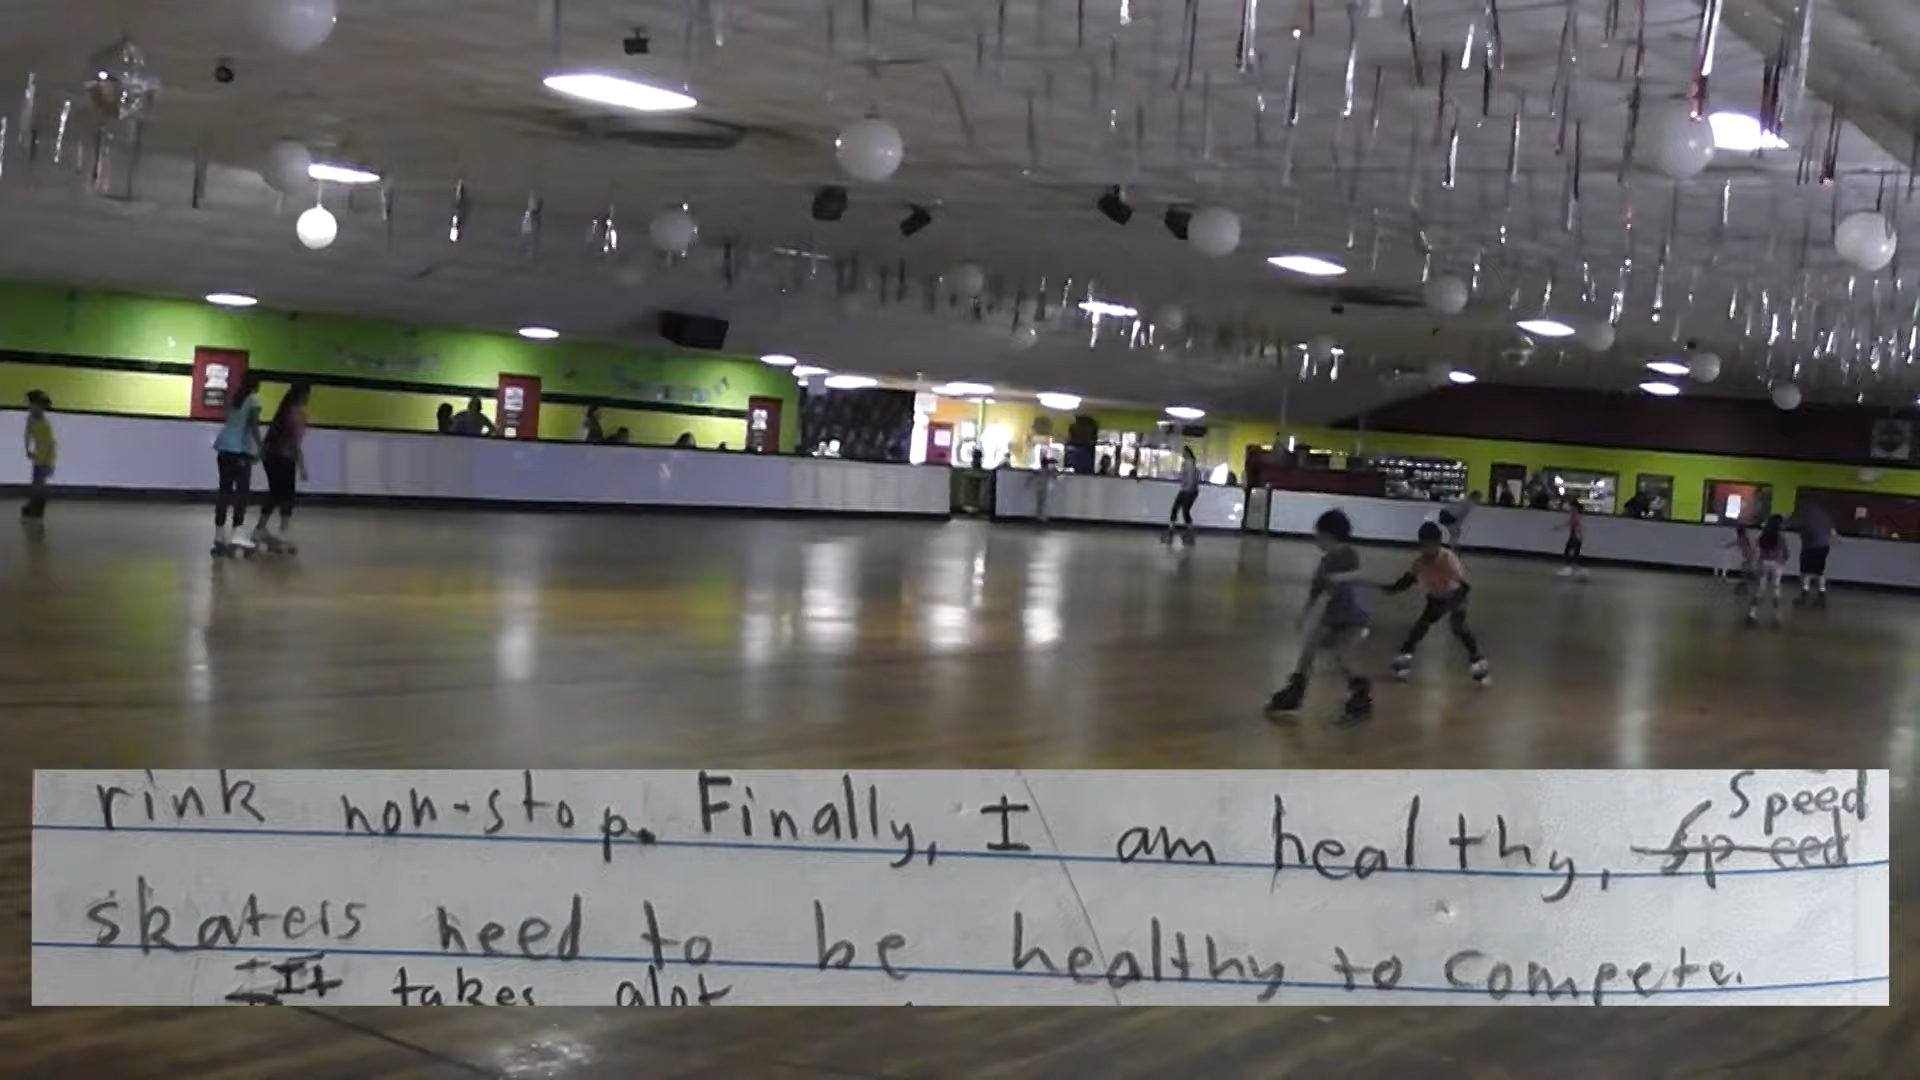 rink non-stop. Finally, I am healthy, Speed
skaters need to be healthy to compete.
It takes alot